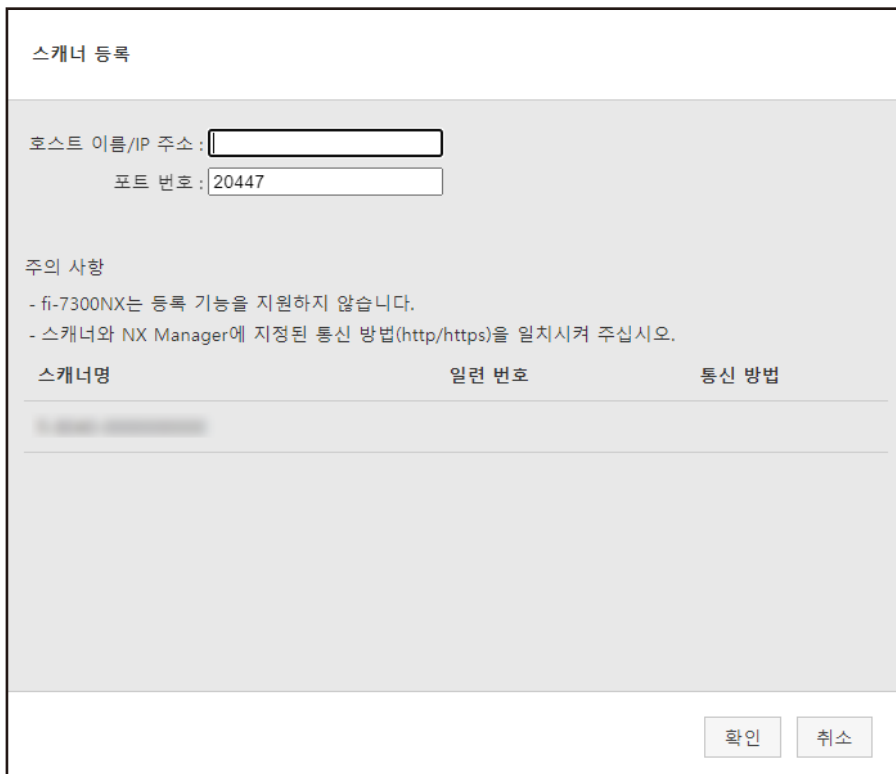 스캐너 등록
호스트 이름/IP 주소 :
포트 번호 : 20447
주의 사항
- fi-7300NX는 등록 기능을 지원하지 않습니다.
- 스캐너와 NX Manager에 지정된 통신 방법(http/https)을 일치시켜 주십시오.
스캐너명 일련 번호 통신 방법
확인 취소